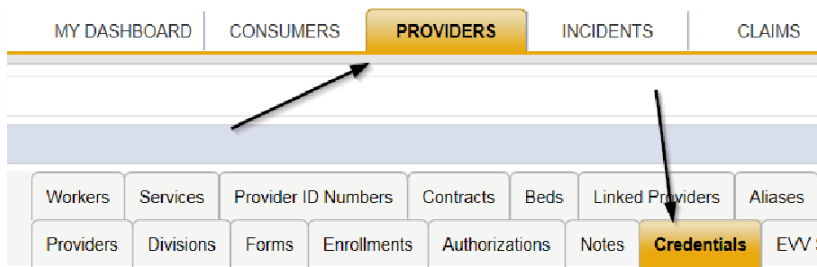 MY DASHBOARD CONSUMERS PROVIDERS INCIDENTS CLAIMS
Workers Services Provider ID Numbers Contracts Beds Linked Providers Aliases
Providers Divisions Forms Enrollments Authorizations Notes Credentials EVV